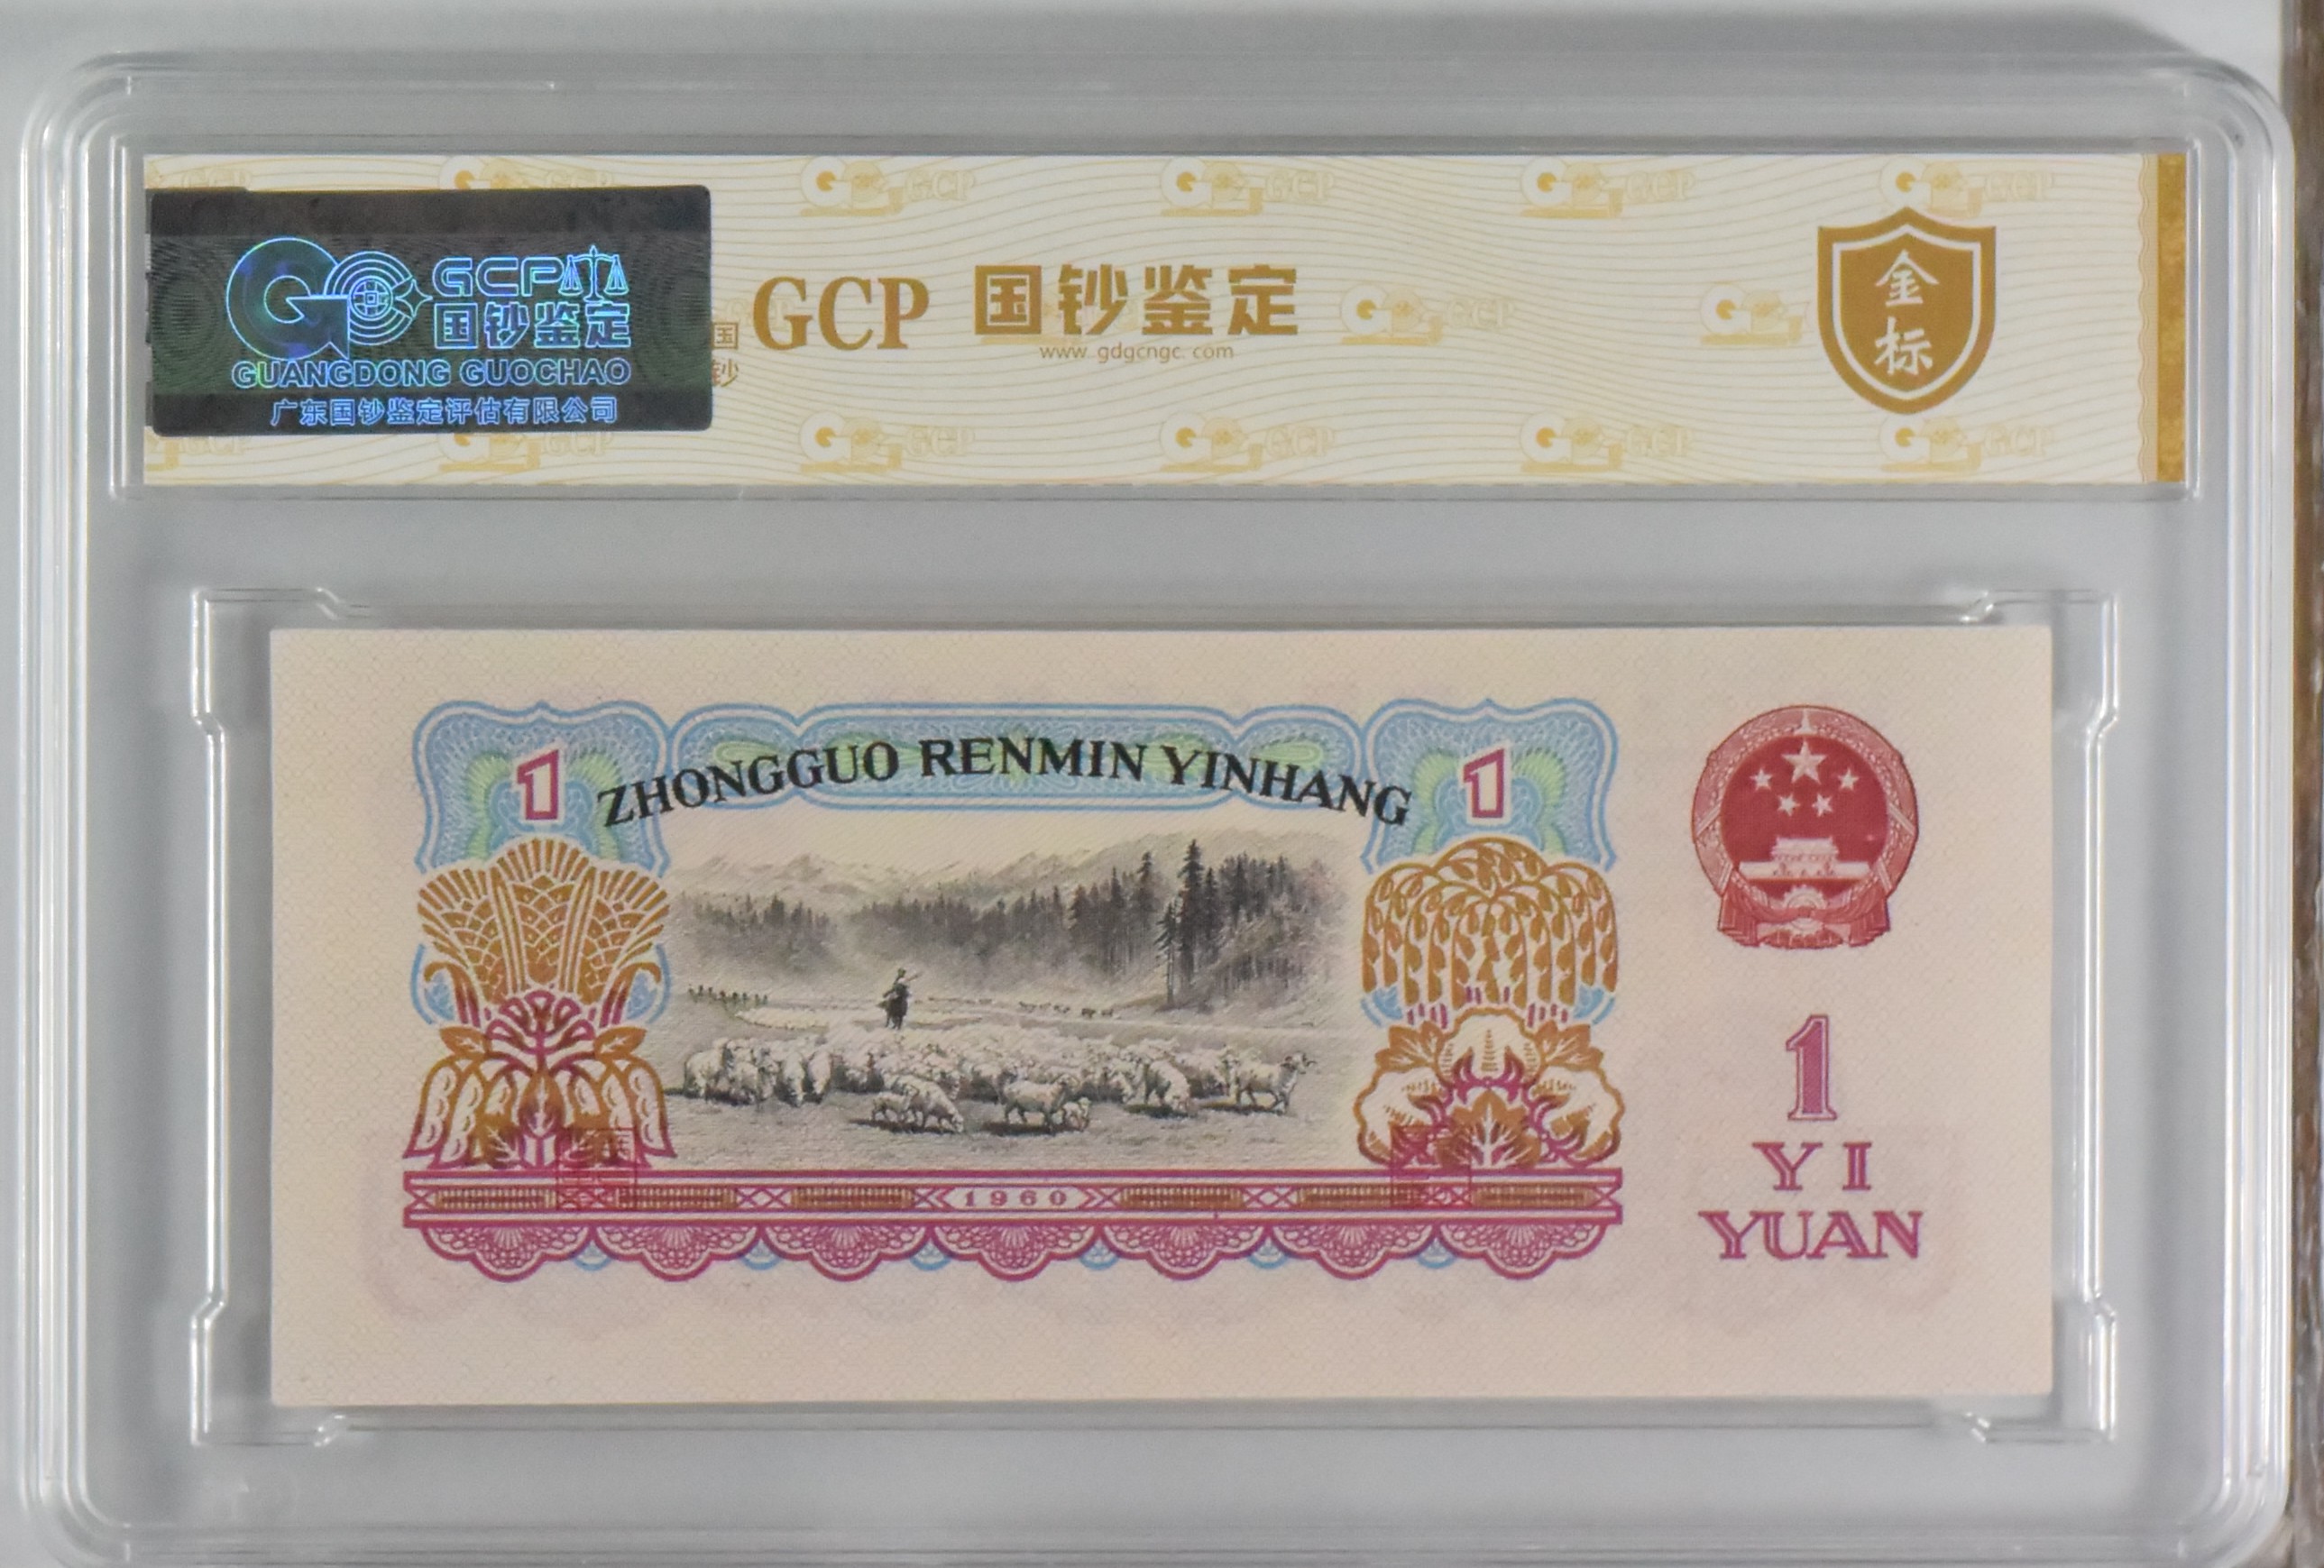 GCP
国钞鉴定
GUANGDONG GUOCHAO
广东国钞鉴定评估有限公司
国
钞
GCP 国钞鉴定
www. gdgcngc. com
金
标
1 ZHONGGUO RENMIN YINHANG 1
1
YI
YUAN
1960